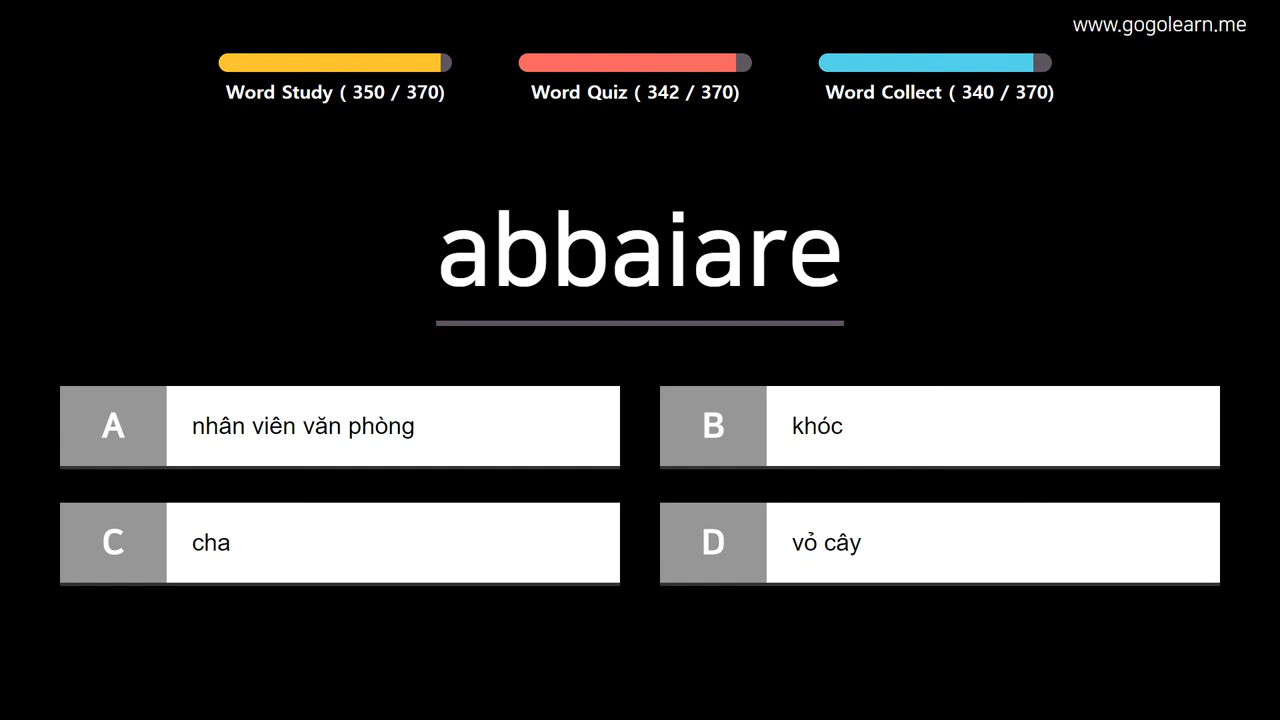 www.gogolearn.me
Word Study ( 350 / 370)
Word Quiz ( 342 / 370)
Word Collect ( 340 / 370)
abbaiare
A nhân viên văn phòng
B khóc
C cha
D vỏ cây